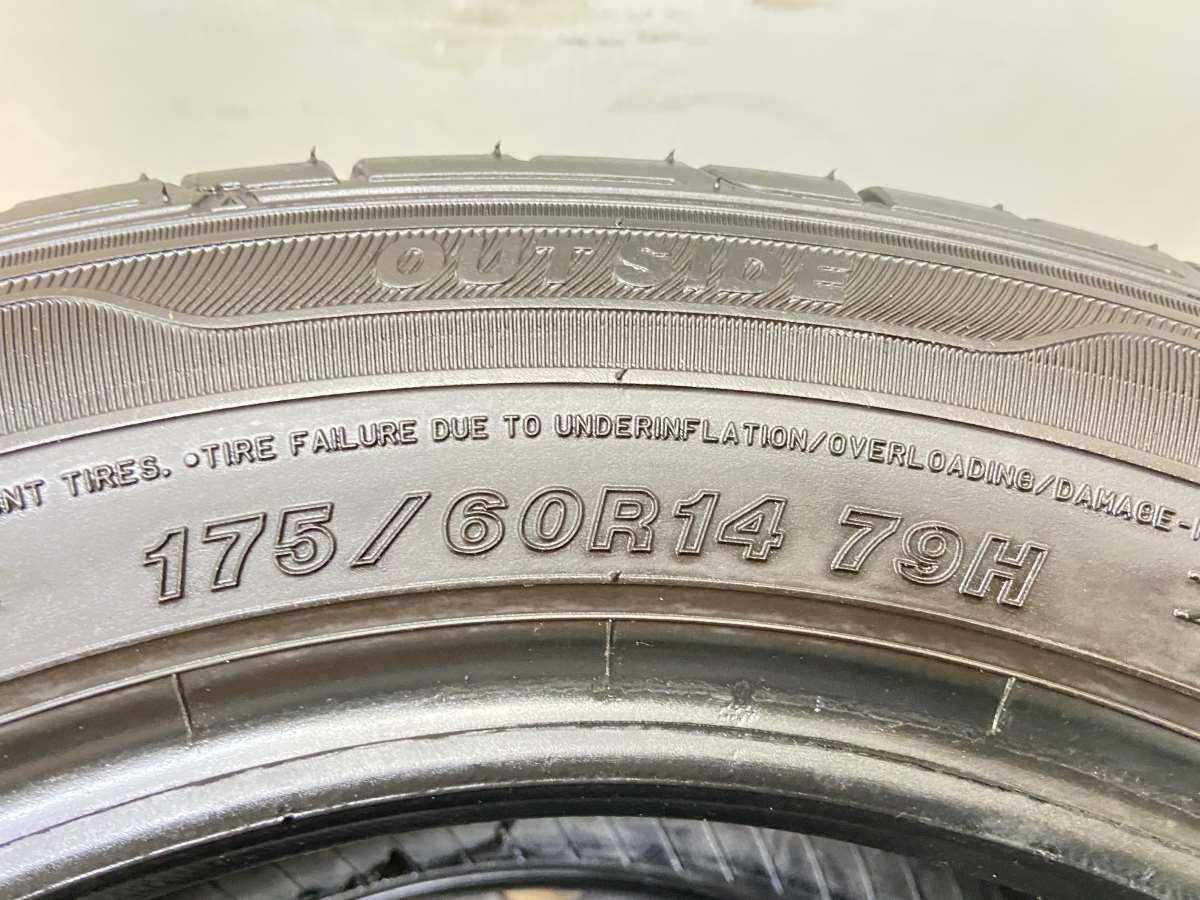 OUTSIDE
NT TIRES. •TIRE FAILURE DUE TO UNDERINFLATION/OVERLOADING/DAMAGE-
175/60R14 79H